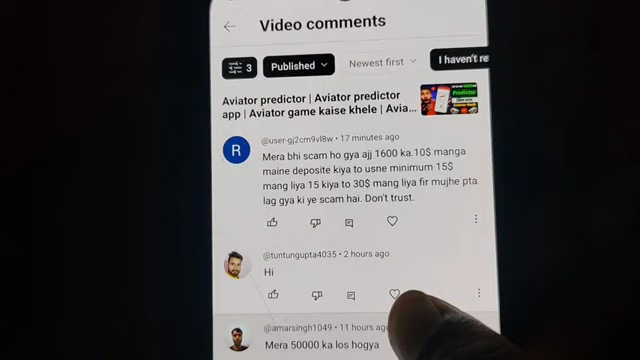 Video comments
3
Published
Newest first
I haven't re
Aviator predictor | Aviator predictor
app | Aviator game kaise khele | Avia...
Predictor
R
@user-gj2cm9vl8w • 17 minutes ago
Mera bhi scam ho gya ajj 1600 ka.10$ manga
maine deposite kiya to usne minimum 15$
mang liya 15 kiya to 30$ mang liya fir mujhe pta
lag gya ki ye scam hai. Don't trust.
@tuntungupta4035 • 2 hours ago
Hi
@amarsingh1049 • 11 hours ago
Mera 50000 ka los hogya